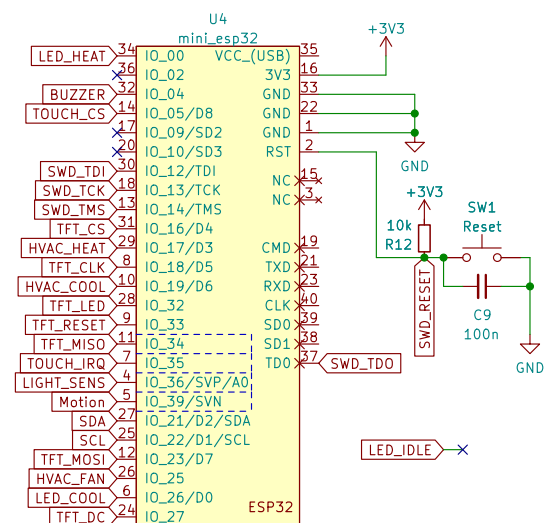 U4
mini_esp32
+3V3
LED_HEAT 34 IO_00 VCC_(USB) 35
36 IO_02 3V3 16
BUZZER 32 IO_04 GND 33
TOUCH_CS 14 IO_05/D8 GND 22
17 IO_09/SD2 GND 1
20 IO_10/SD3 RST 2
GND
SWD_TDI 30 IO_12/TDI NC 15
SWD_TCK 18 IO_13/TCK NC 3
+3V3
SWD_TMS 13 IO_14/TMS
SW1
TFT_CS 31 IO_16/D4
10k
Reset
HVAC_HEAT 29 IO_17/D3 CMD 19
R12
TFT_CLK 8 IO_18/D5 TXD 21
HVAC_COOL 10 IO_19/D6 RXD 23
TFT_LED 28 IO_32 CLK 40
SWD_RESET
C9
TFT_RESET 9 IO_33 SD0 39
100n
TFT_MISO 11 IO_34 SD1 38
TOUCH_IRQ 7 IO_35 TD0 37 SWD_TDO
GND
LIGHT_SENS 4 IO_36/SVP/A0
Motion 5 IO_39/SVN
SDA 27 IO_21/D2/SDA
SCL 25 IO_22/D1/SCL
LED_IDLE
TFT_MOSI 12 IO_23/D7
HVAC_FAN 26 IO_25
LED_COOL 6 IO_26/D0
ESP32
TFT_DC 24 IO_27